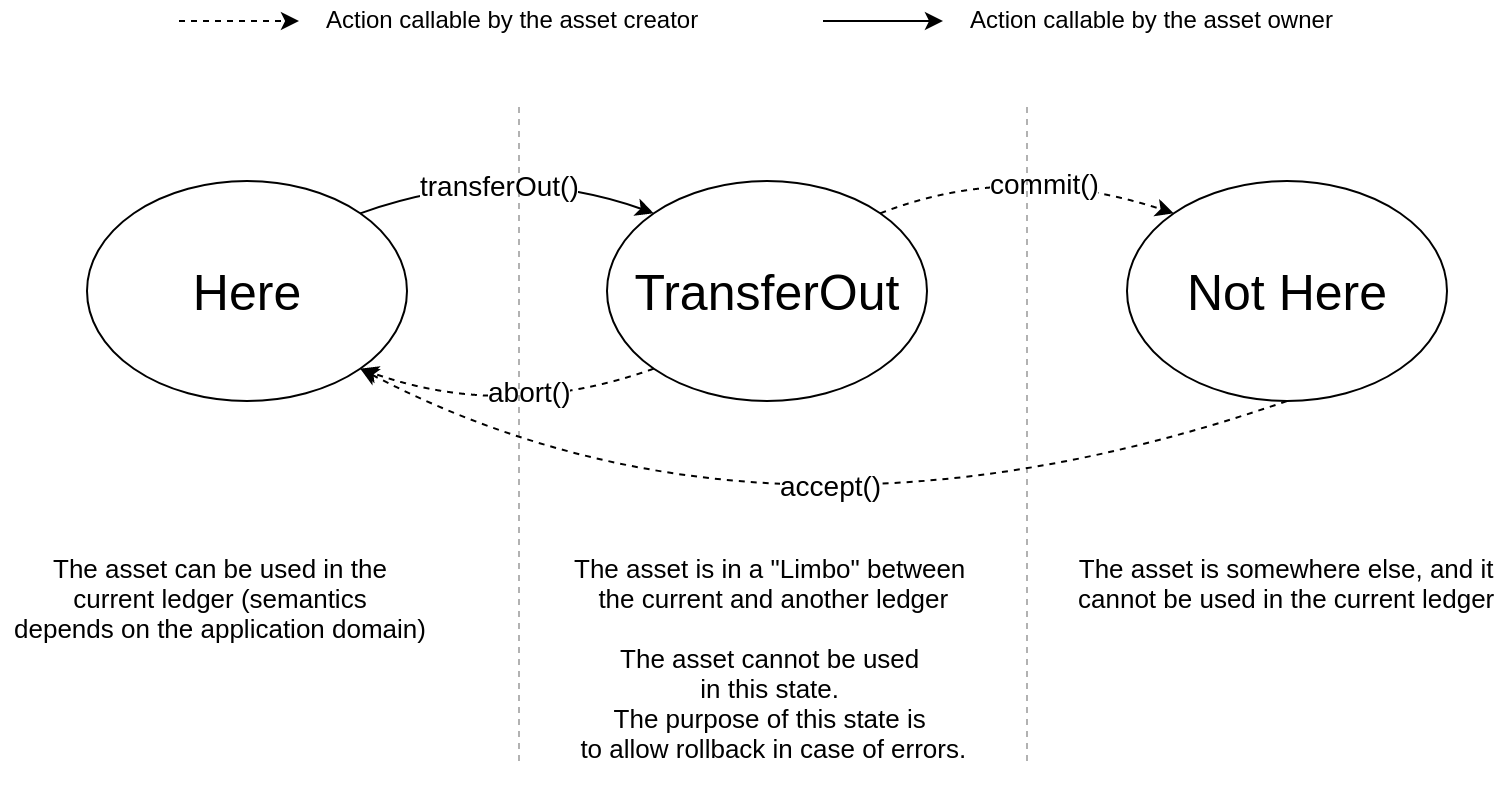 Action callable by the asset creator
Action callable by the asset owner
transferOut()
commit()
Here
TransferOut
Not Here
abort()
accept()
The asset can be used in the
current ledger (semantics
depends on the application domain)
The asset is in a "Limbo" between
the current and another ledger
The asset cannot be used
in this state.
The purpose of this state is
to allow rollback in case of errors.
The asset is somewhere else, and it
cannot be used in the current ledger